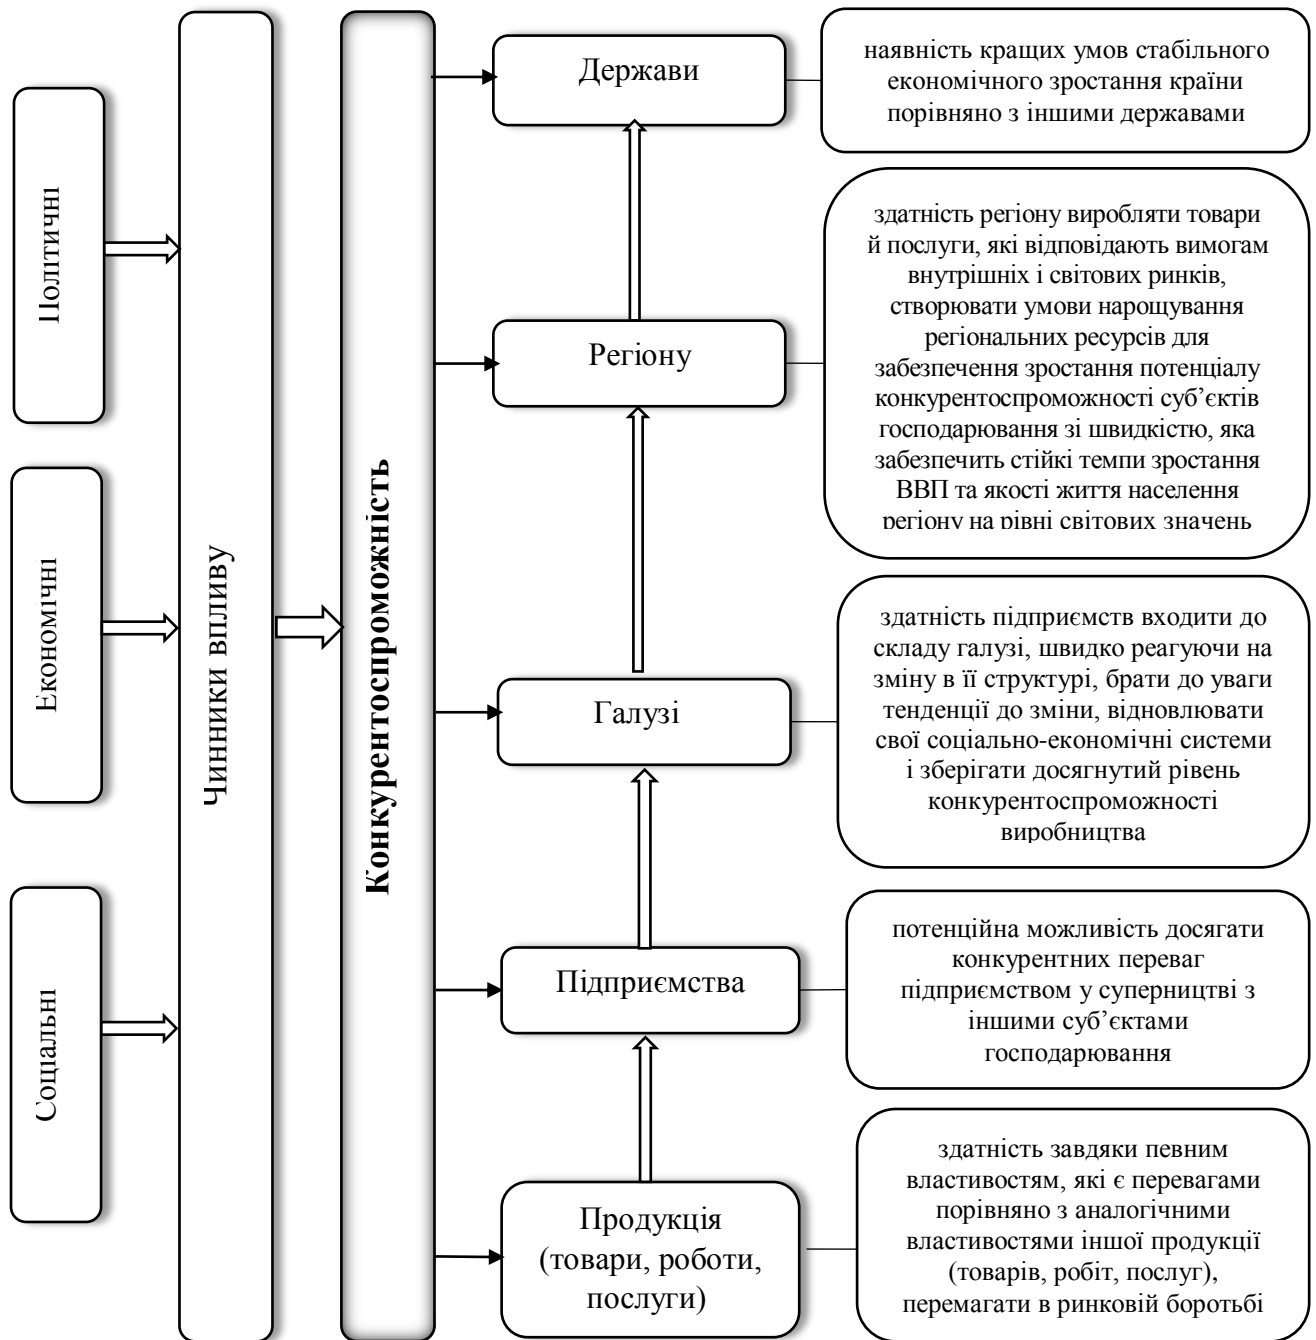 Політичні
Економічні
Соціальні
Чинники впливу
Конкурентоспроможність
Держави
наявність кращих умов стабільного
економічного зростання країни
порівняно з іншими державами
Регіону
здатність регіону виробляти товари
й послуги, які відповідають вимогам
внутрішніх і світових ринків,
створювати умови нарощування
регіональних ресурсів для
забезпечення зростання потенціалу
конкурентоспроможності суб’єктів
господарювання зі швидкістю, яка
забезпечить стійкі темпи зростання
ВВП та якості життя населення
регіону на рівні світових значень
Галузі
здатність підприємств входити до
складу галузі, швидко реагуючи на
зміну в її структурі, брати до уваги
тенденції до зміни, відновлювати
свої соціально-економічні системи
і зберігати досягнутий рівень
конкурентоспроможності
виробництва
Підприємства
потенційна можливість досягати
конкурентних переваг
підприємством у суперництві з
іншими суб’єктами
господарювання
Продукція
(товари, роботи,
послуги)
здатність завдяки певним
властивостям, які є перевагами
порівняно з аналогічними
властивостями іншої продукції
(товарів, робіт, послуг),
перемагати в ринковій боротьбі